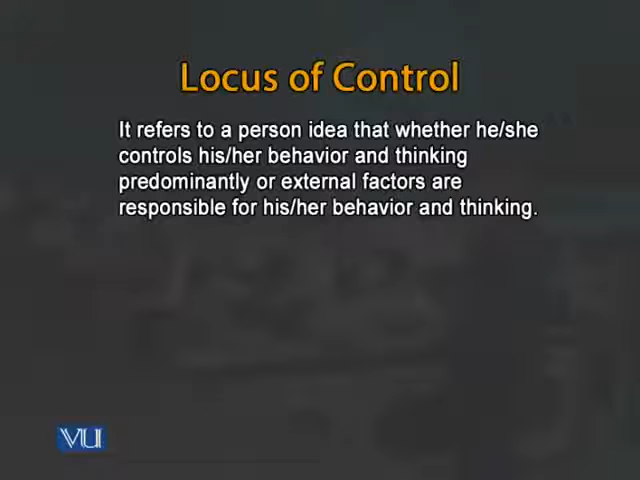 Locus of Control
It refers to a person idea that whether he/she
controls his/her behavior and thinking
predominantly or external factors are
responsible for his/her behavior and thinking.
VU